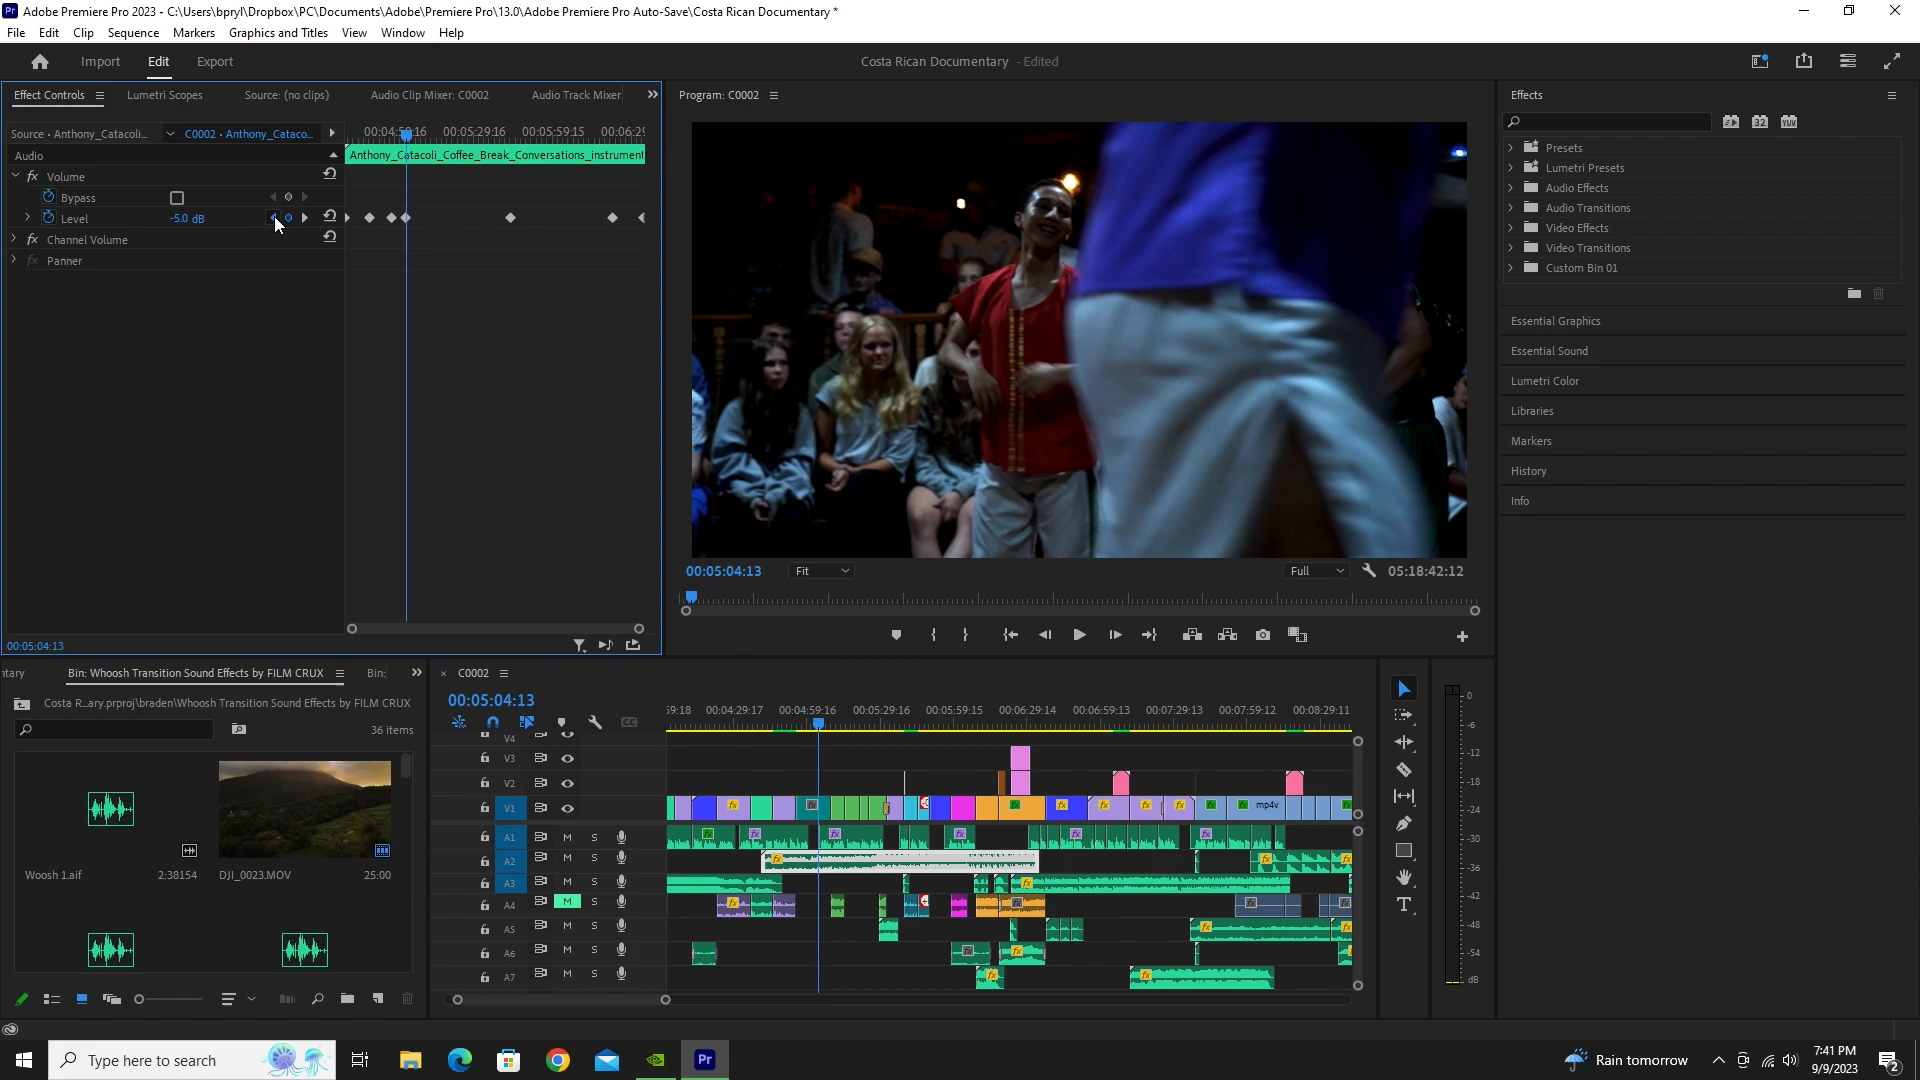 Adobe Premiere Pro 2023 - C:\Users\bpryl\Dropbox\PC\Documents\Adobe\Premiere Pro\13.0\Adobe Premiere Pro Auto-Save\Costa Rican Documentary *
File Edit Clip Sequence Markers Graphics and Titles View Window Help
Import Edit Export
Costa Rican Documentary - Edited
Effect Controls Lumetri Scopes Source: (no clips) Audio Clip Mixer: C0002 Audio Track Mixer
Source • Anthony_Catacoli... C0002 • Anthony_Cataco...
00:05:29:16 00:05:59:15
Audio
Anthony_Catacoli_Coffee_Break_Conversations_instrument
fx Volume
Bypass
Level -5.0 dB
fx Channel Volume
fx Panner
00:05:04:13
Program: C0002
00:05:04:13 Fit Full 05:18:42:12
Effects
Presets
Lumetri Presets
Audio Effects
Audio Transitions
Video Effects
Video Transitions
Custom Bin 01
Essential Graphics
Essential Sound
Lumetri Color
Libraries
Markers
History
Info
tary Bin: Whoosh Transition Sound Effects by FILM CRUX Bin:
Costa R...ary.prproj\braden\Whoosh Transition Sound Effects by FILM CRUX
36 items
Woosh 1.aif 2:38154
DJI_0023.MOV 25:00
C0002
00:05:04:13
59:18 00:04:29:17 00:04:59:16 00:05:29:16 00:05:59:15 00:06:29:14 00:06:59:13 00:07:29:13 00:07:59:12 00:08:29:11
V4
V3
V2
V1 mp4v
A1 M S
A2 M S
A3 M S
A4 M S
A5 M S
A6 M S
A7 M S
0
-6
-12
-18
-24
-30
-36
-42
-48
-54
dB
Type here to search
Rain tomorrow
7:41 PM
9/9/2023
2